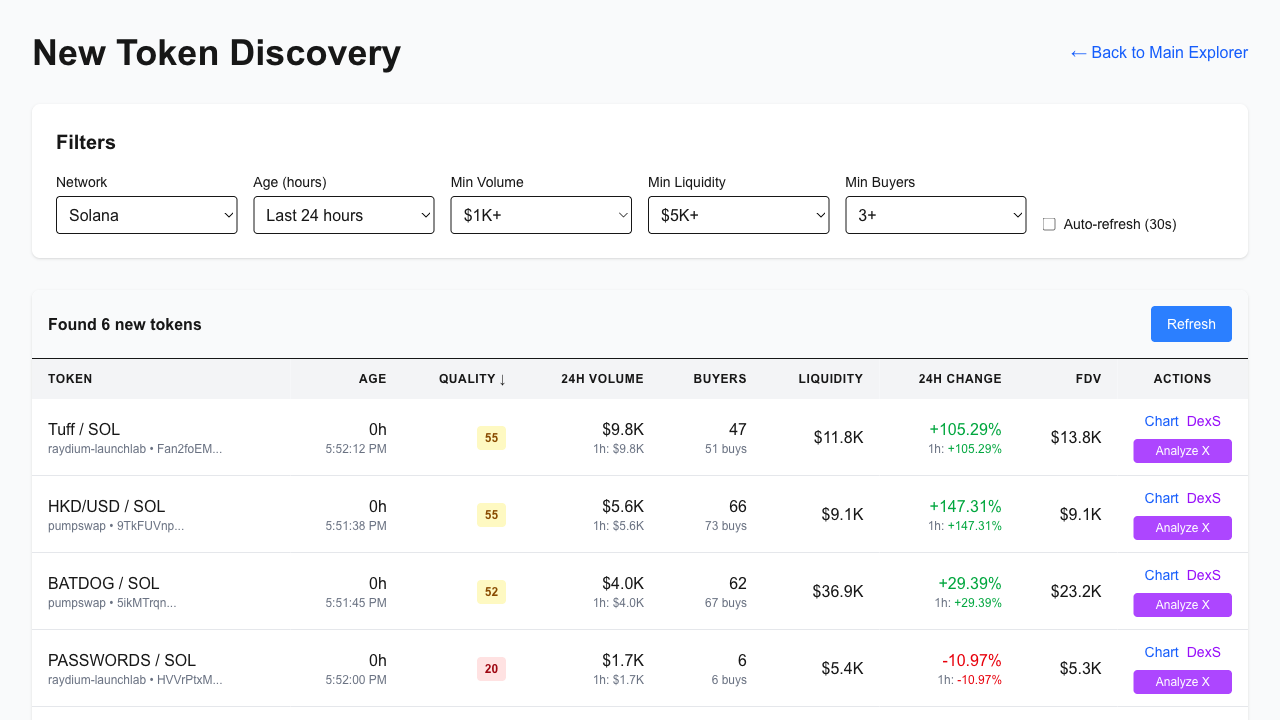 New Token Discovery
← Back to Main Explorer
Filters
Network
Age (hours)
Min Volume
Min Liquidity
Min Buyers
Solana
Last 24 hours
$1K+
$5K+
3+
Auto-refresh (30s)
Found 6 new tokens
Refresh
TOKEN AGE QUALITY ↓ 24H VOLUME BUYERS LIQUIDITY 24H CHANGE FDV ACTIONS
Tuff / SOL 0h 55 $9.8K 47 $11.8K +105.29% $13.8K Chart DexS
raydium-launchlab • Fan2foEM... 5:52:12 PM 1h: $9.8K 51 buys 1h: +105.29% Analyze X
HKD/USD / SOL 0h 55 $5.6K 66 $9.1K +147.31% $9.1K Chart DexS
pumpswap • 9TkFUVnp... 5:51:38 PM 1h: $5.6K 73 buys 1h: +147.31% Analyze X
BATDOG / SOL 0h 52 $4.0K 62 $36.9K +29.39% $23.2K Chart DexS
pumpswap • 5ikMTrqn... 5:51:45 PM 1h: $4.0K 67 buys 1h: +29.39% Analyze X
PASSWORDS / SOL 0h 20 $1.7K 6 $5.4K -10.97% $5.3K Chart DexS
raydium-launchlab • HVVrPtxM... 5:52:00 PM 1h: $1.7K 6 buys 1h: -10.97% Analyze X